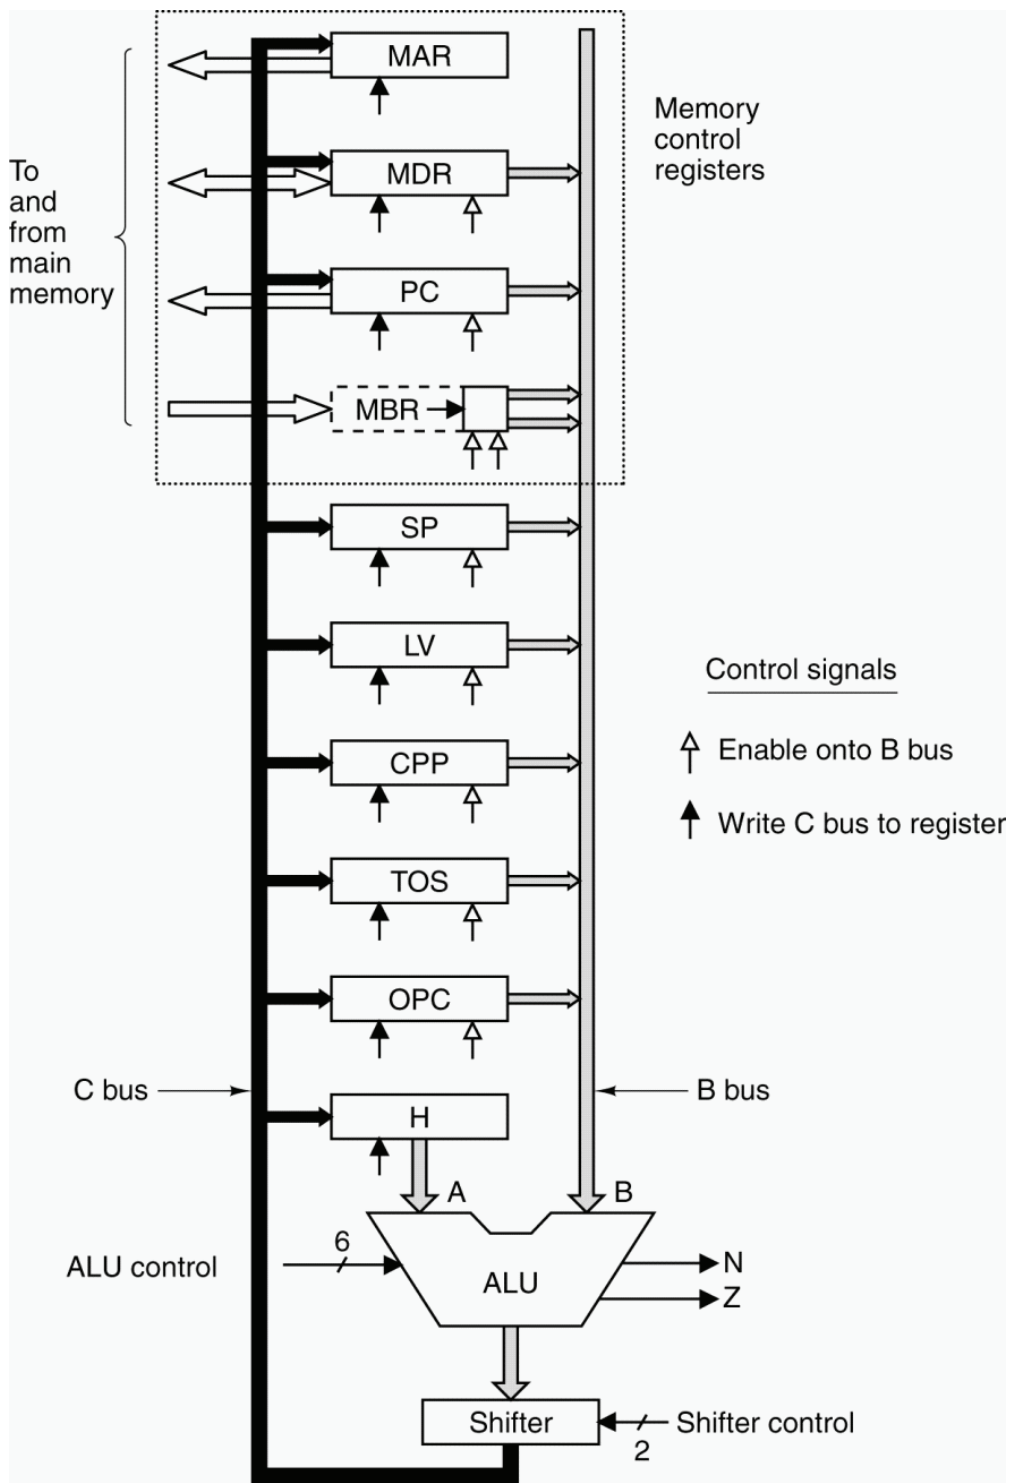 MAR
Memory
control
registers
To
and
from
main
memory
MDR
PC
MBR
SP
LV
Control signals
Enable onto B bus
CPP
Write C bus to register
TOS
OPC
C bus
B bus
H
A
B
6
ALU control
N
ALU
Z
Shifter
Shifter control
2